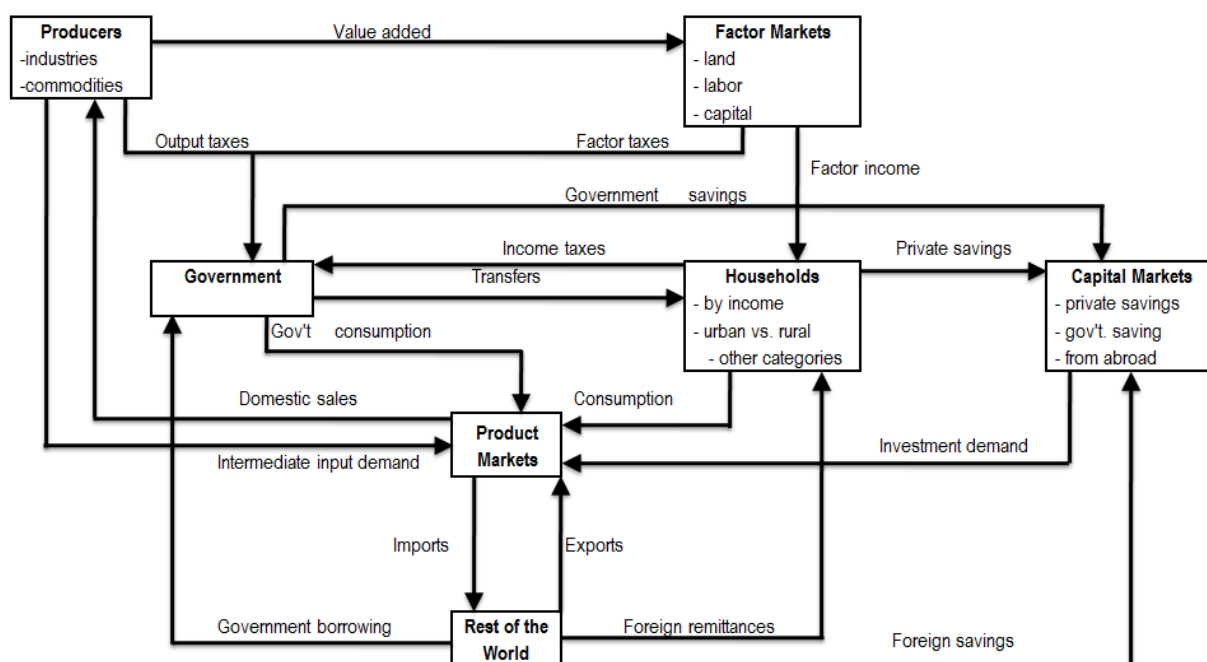 Producers
-industries
-commodities
Value added
Factor Markets
- land
- labor
- capital
Output taxes
Factor taxes
Factor income
Government savings
Income taxes
Private savings
Government
Transfers
Households
- by income
- urban vs. rural
- other categories
Capital Markets
- private savings
- gov't. saving
- from abroad
Gov't consumption
Domestic sales
Consumption
Product
Markets
Intermediate input demand
Investment demand
Imports
Exports
Government borrowing
Rest of the
World
Foreign remittances
Foreign savings